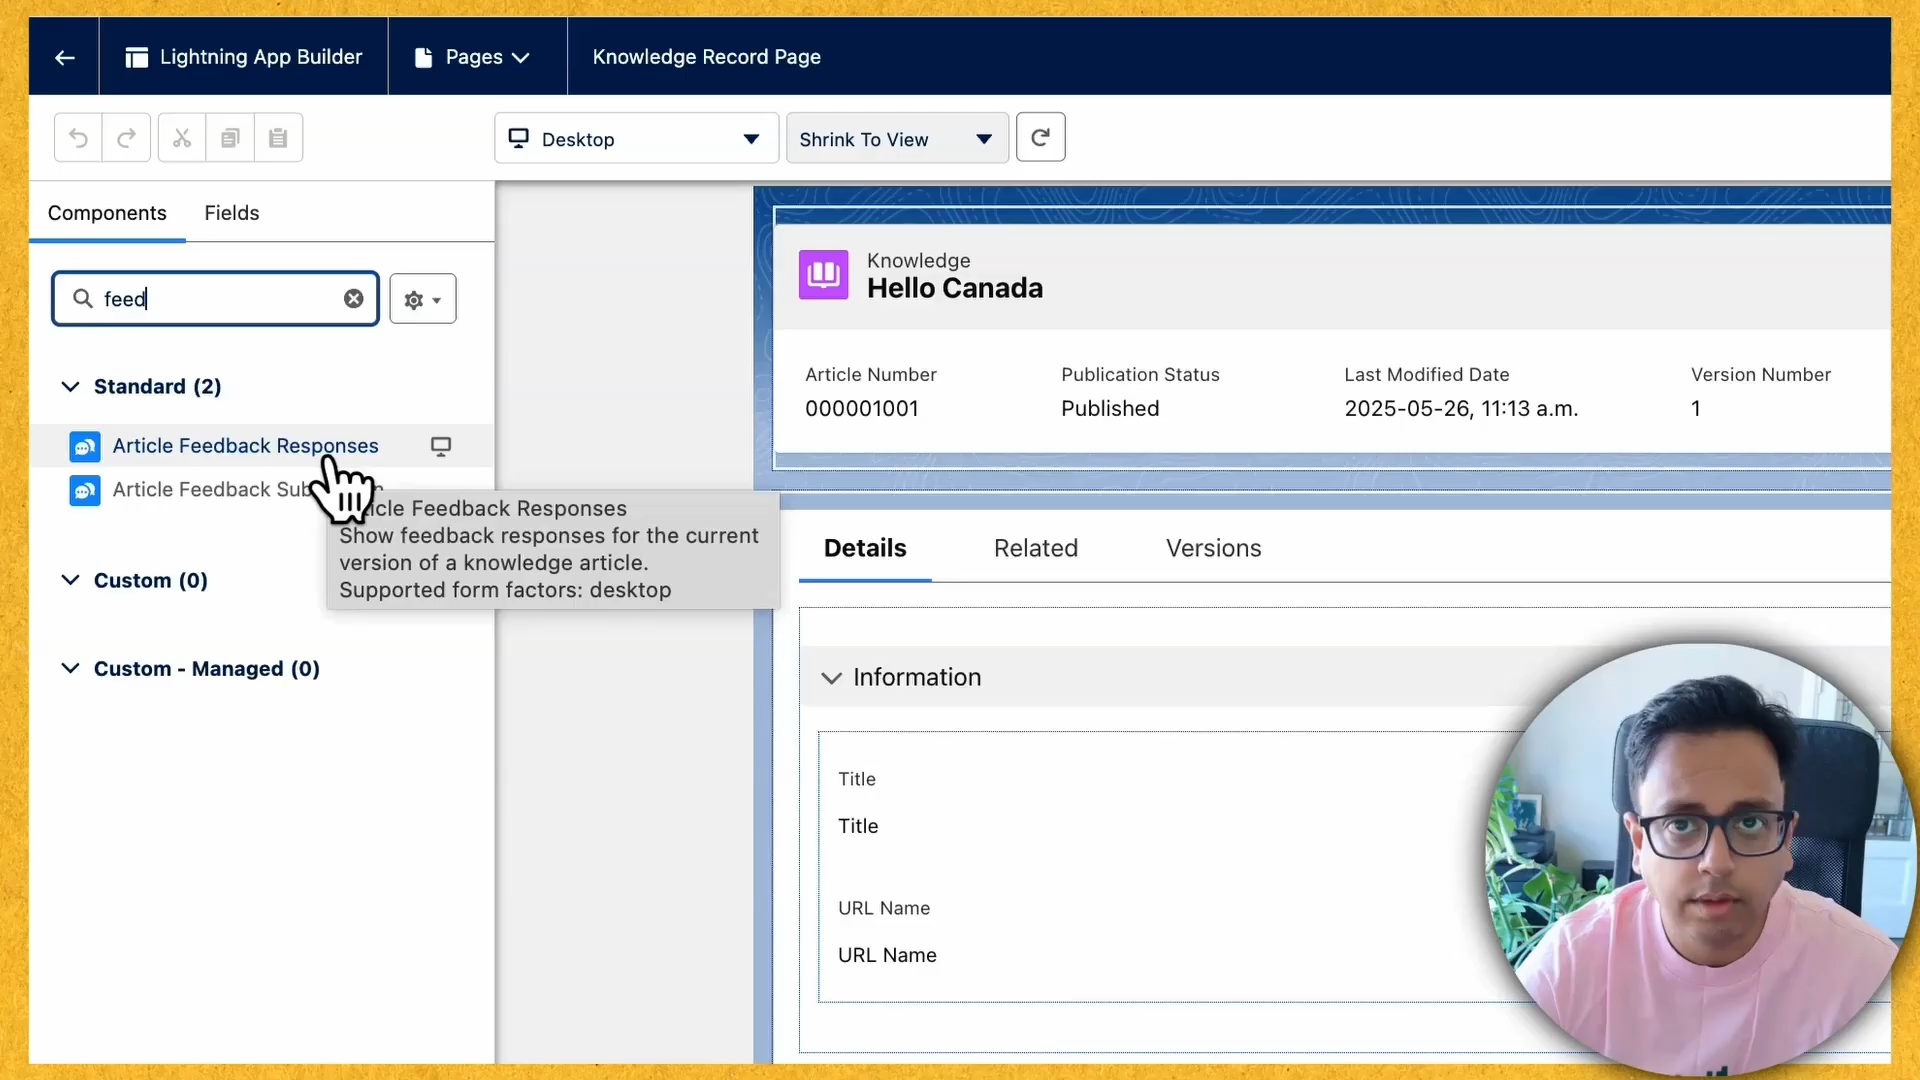 Lightning App Builder
Pages
Knowledge Record Page
Desktop
Shrink To View
Components
Fields
feed
Standard (2)
Article Feedback Responses
Article Feedback
Feedback Responses
Show feedback responses for the current
version of a knowledge article.
Supported form factors: desktop
Custom (0)
Custom - Managed (0)
Knowledge
Hello Canada
Article Number
Publication Status
Last Modified Date
Version Number
000001001
Published
2025-05-26, 11:13 a.m.
1
Details
Related
Versions
Information
Title
Title
URL Name
URL Name